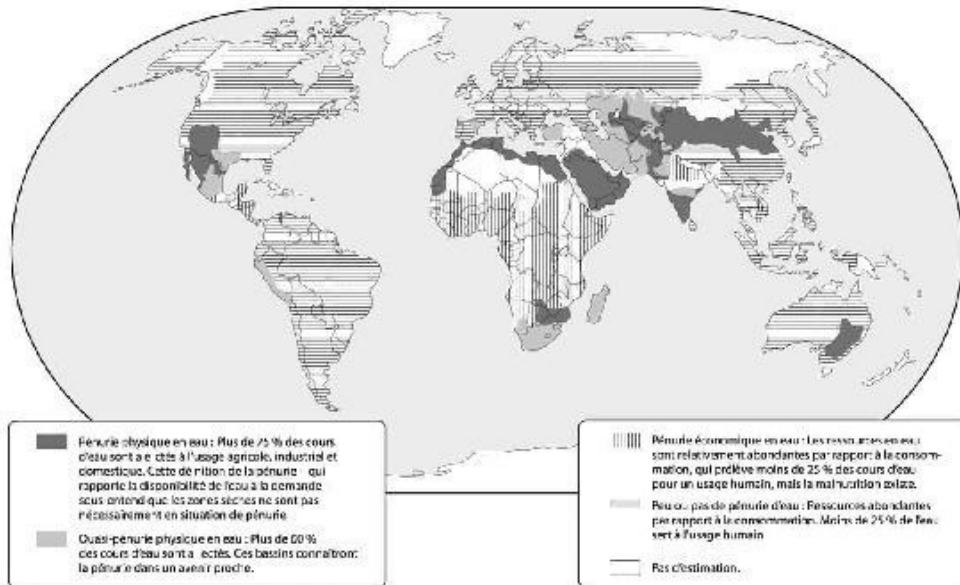 Pénurie physique en eau : Plus de 75 % des cours
d'eau sont affectés à l'usage agricole, industriel et
domestique. Cette définition de la pénurie – qui
rapporte la disponibilité de l'eau à la demande
sous-entend que les zones sèches ne sont pas
nécessairement en situation de pénurie
Quasi-pénurie physique en eau : Plus de 60 %
des cours d'eau sont affectés. Ces bassins connaîtront
la pénurie dans un avenir proche.
Pénurie économique en eau : Les ressources en eau
sont relativement abondantes par rapport à la consom-
mation, qui prélève moins de 25 % des cours d'eau
pour un usage humain, mais la malnutrition existe.
Peu ou pas de pénurie d'eau : Ressources abondantes
par rapport à la consommation. Moins de 25 % de l'eau
sert à l'usage humain
Pas d'estimation.